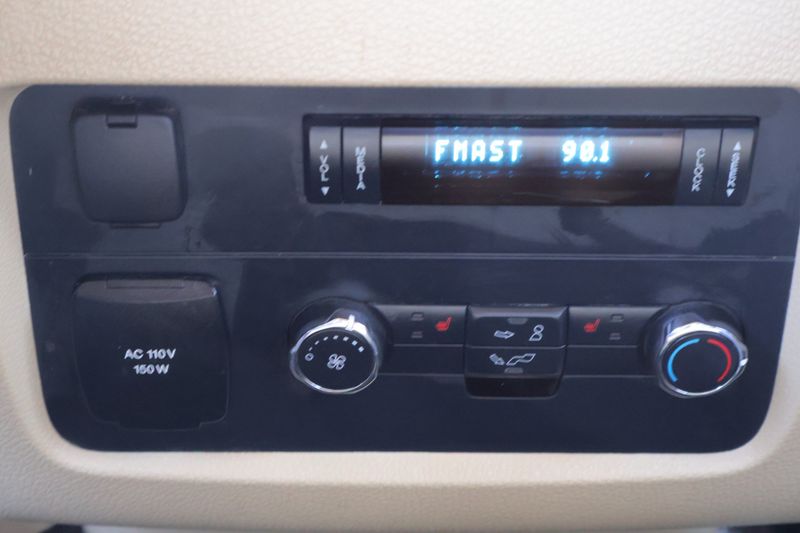 VOL
MEDIA
FMAST 90.1
CLOCK
SEEK
AC 110V
150W
O